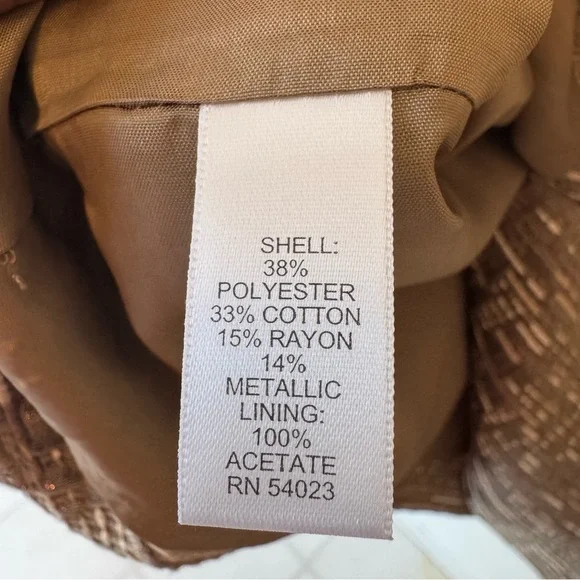 SHELL:
38%
POLYESTER
33% COTTON
15% RAYON
14%
METALLIC
LINING:
100%
ACETATE
RN 54023